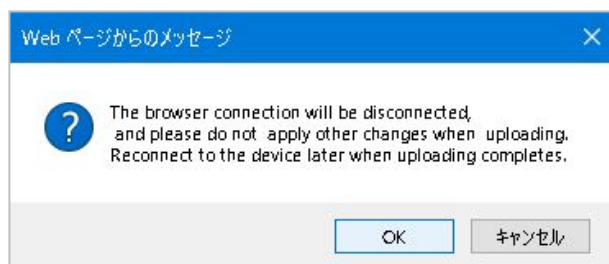 Web ページからのメッセージ
The browser connection will be disconnected,
and please do not apply other changes when uploading.
Reconnect to the device later when uploading completes.
OK
キャンセル